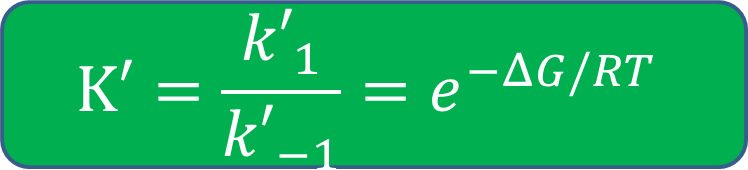 K′ = k′₁ / k′₋₁ = e^(−ΔG/RT)